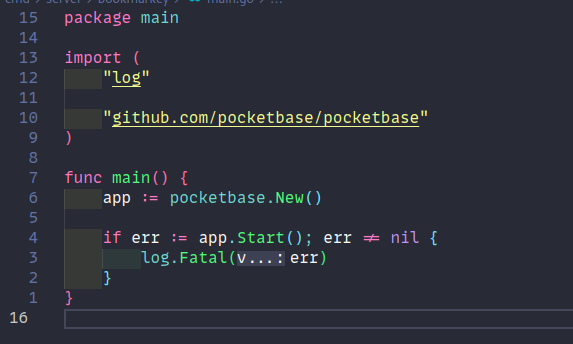 cmd > server > bookmarkey > main.go > ...
15 package main
14
13 import (
12 "log"
11
10 "github.com/pocketbase/pocketbase"
9 )
8
7 func main() {
6 app := pocketbase.New()
5
4 if err := app.Start(); err ≠ nil {
3 log.Fatal(v...: err)
2 }
1 }
16